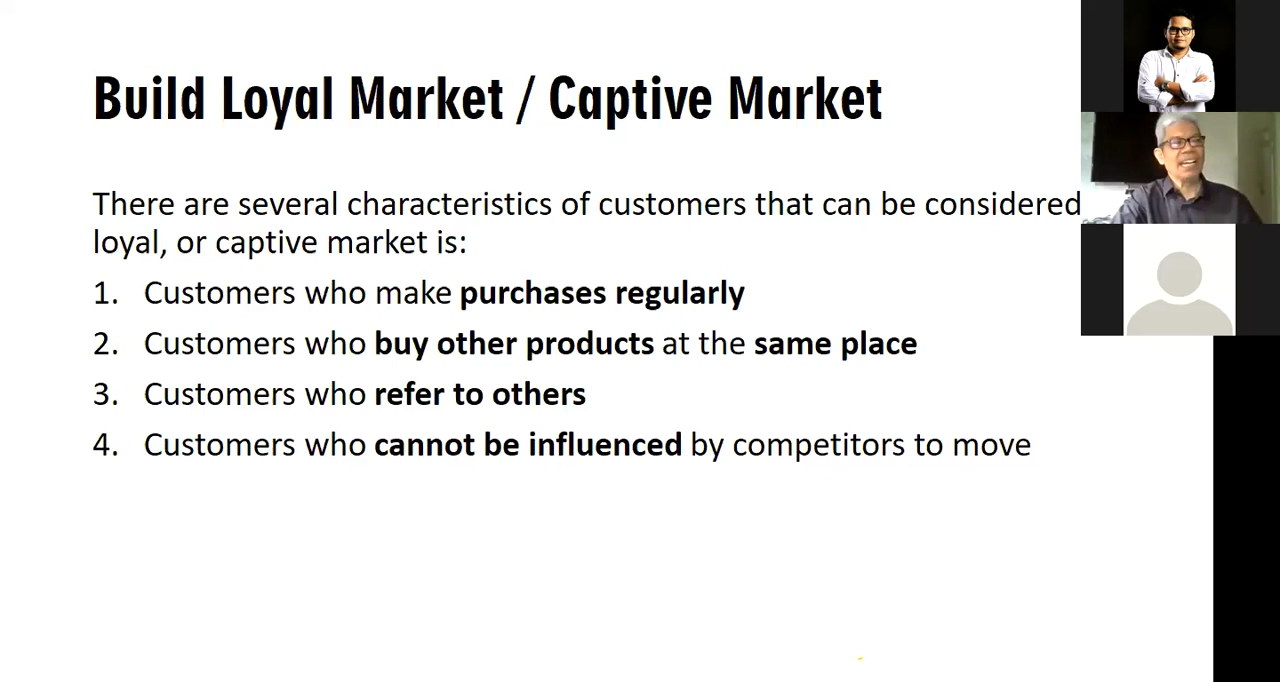 Build Loyal Market / Captive Market
There are several characteristics of customers that can be considered
loyal, or captive market is:
1. Customers who make purchases regularly
2. Customers who buy other products at the same place
3. Customers who refer to others
4. Customers who cannot be influenced by competitors to move